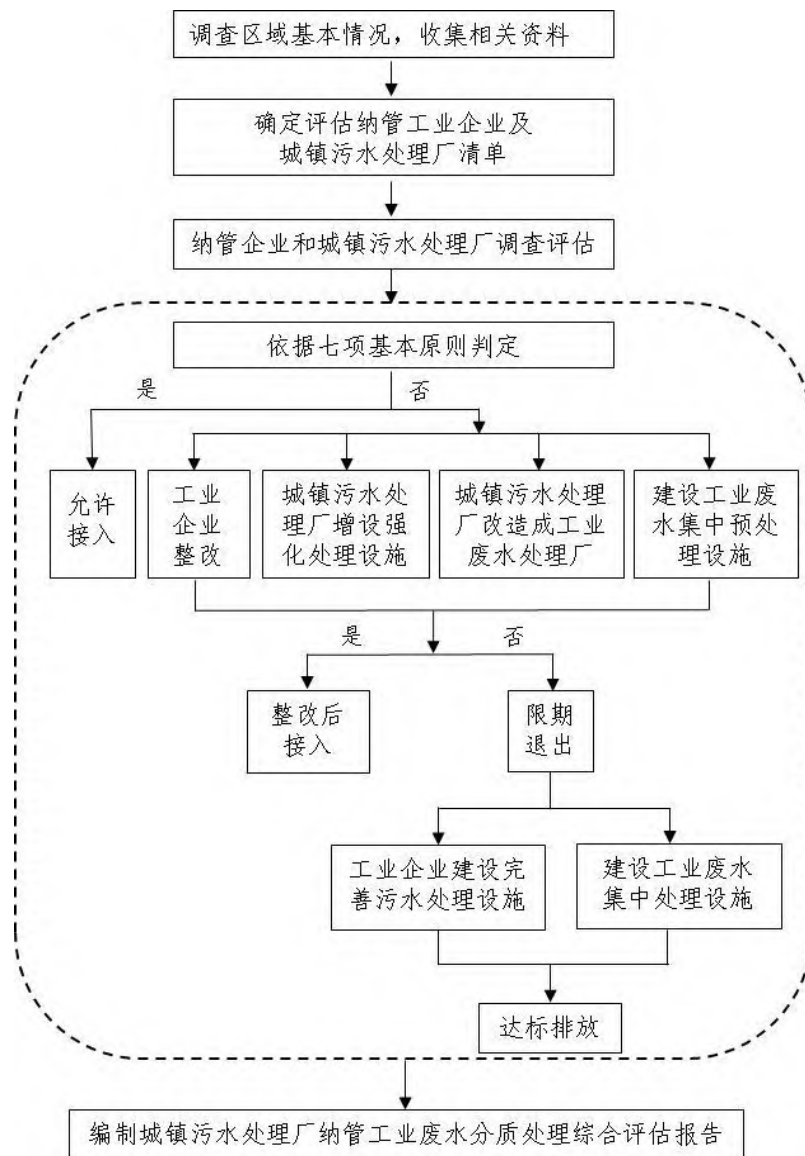 调查区域基本情况，收集相关资料
确定评估纳管工业企业及
城镇污水处理厂清单
纳管企业和城镇污水处理厂调查评估
依据七项基本原则判定
是
否
允许
接入
工业
企业
整改
城镇污水处
理厂增设强
化处理设施
城镇污水处理
厂改造成工业
废水处理厂
建设工业废
水集中预处
理设施
是
否
整改后
接入
限期
退出
工业企业建设完
善污水处理设施
建设工业废水
集中处理设施
达标排放
编制城镇污水处理厂纳管工业废水分质处理综合评估报告